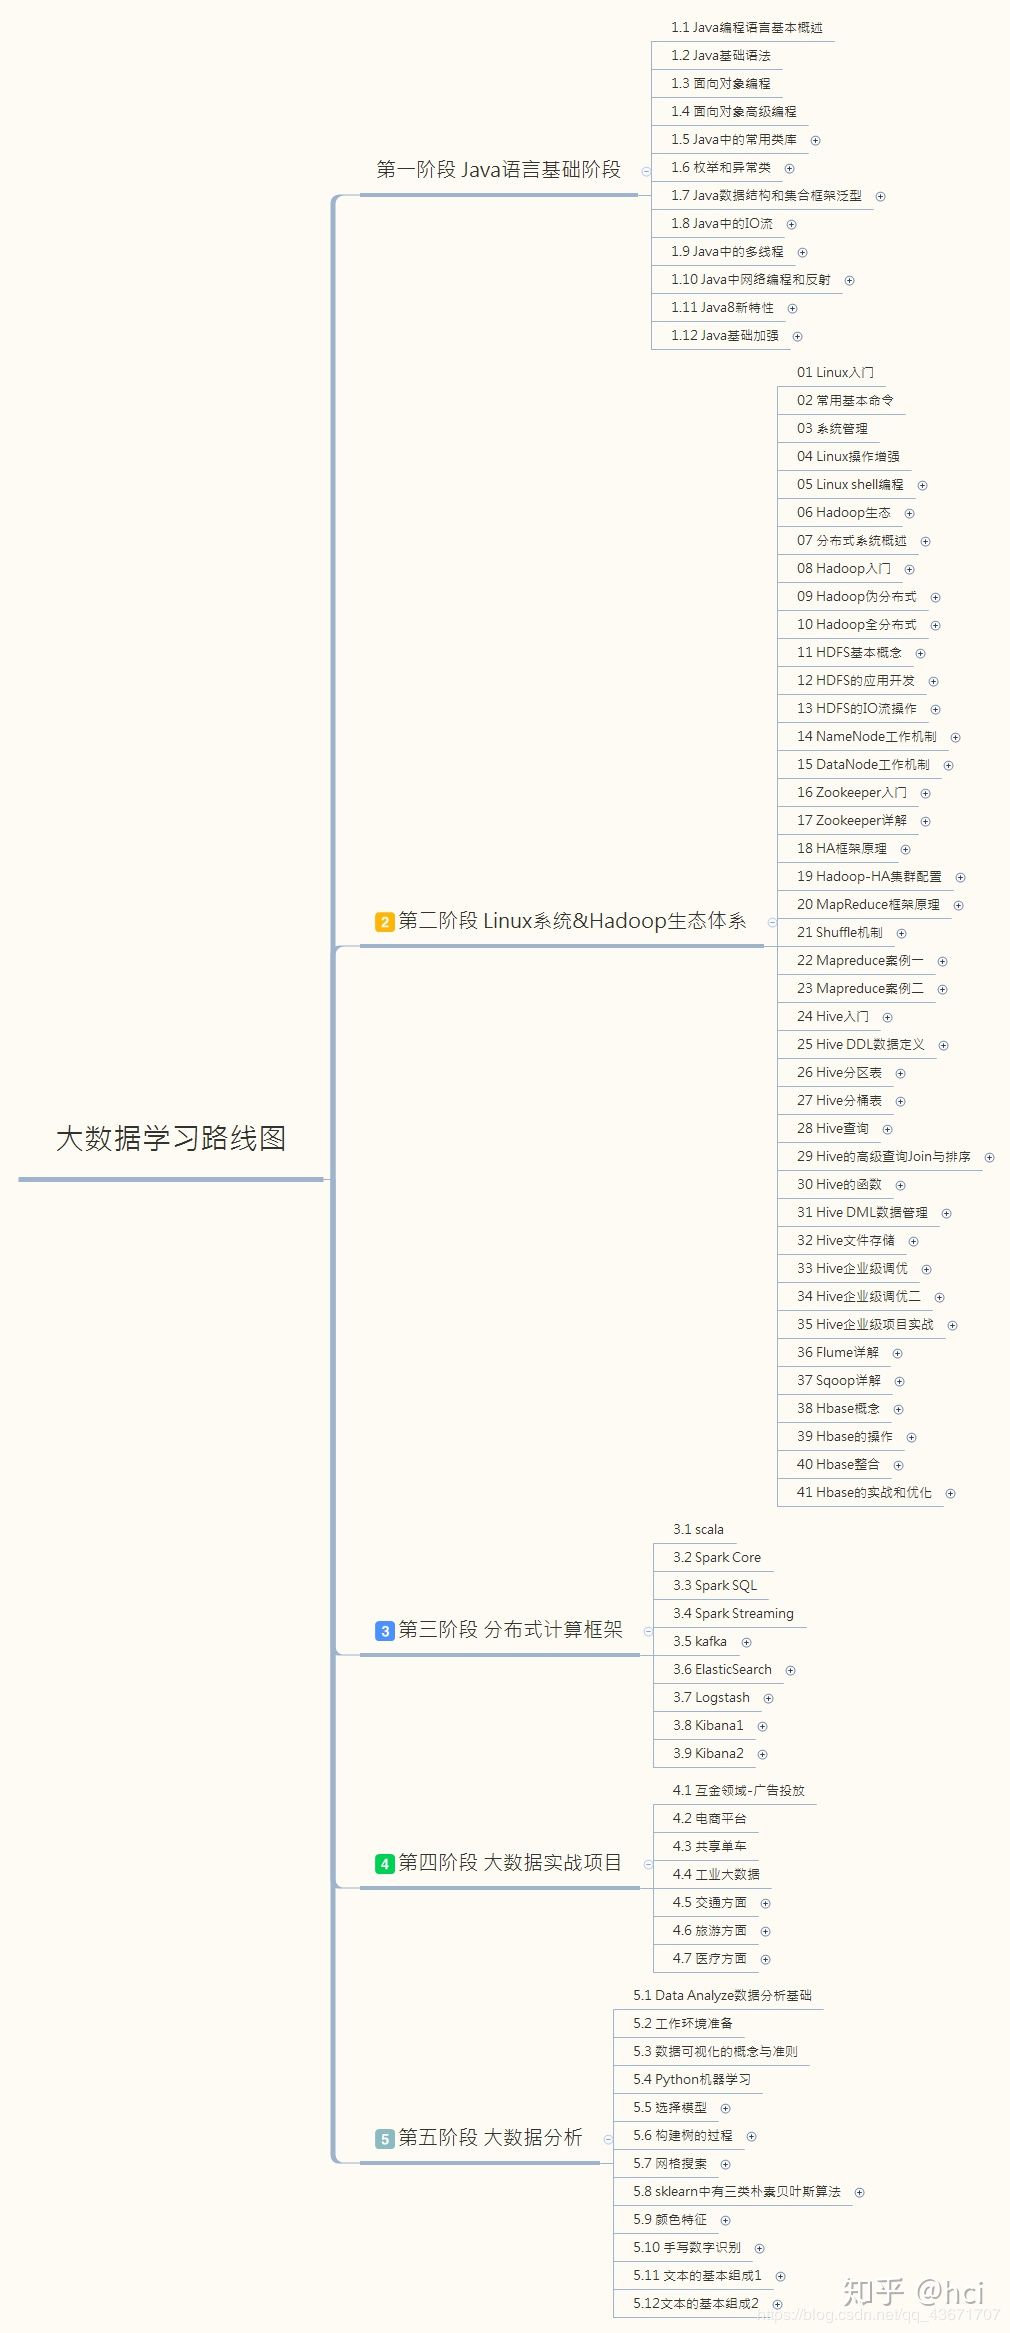 大数据学习路线图
第一阶段 Java语言基础阶段
1.1 Java编程语言基本概述
1.2 Java基础语法
1.3 面向对象编程
1.4 面向对象高级编程
1.5 Java中的常用类库
1.6 枚举和异常类
1.7 Java数据结构和集合框架泛型
1.8 Java中的IO流
1.9 Java中的多线程
1.10 Java中网络编程和反射
1.11 Java8新特性
1.12 Java基础加强
2 第二阶段 Linux系统&Hadoop生态体系
01 Linux入门
02 常用基本命令
03 系统管理
04 Linux操作增强
05 Linux shell编程
06 Hadoop生态
07 分布式系统概述
08 Hadoop入门
09 Hadoop伪分布式
10 Hadoop全分布式
11 HDFS基本概念
12 HDFS的应用开发
13 HDFS的IO流操作
14 NameNode工作机制
15 DataNode工作机制
16 Zookeeper入门
17 Zookeeper详解
18 HA框架原理
19 Hadoop-HA集群配置
20 MapReduce框架原理
21 Shuffle机制
22 Mapreduce案例一
23 Mapreduce案例二
24 Hive入门
25 Hive DDL数据定义
26 Hive分区表
27 Hive分桶表
28 Hive查询
29 Hive的高级查询Join与排序
30 Hive的函数
31 Hive DML数据管理
32 Hive文件存储
33 Hive企业级调优
34 Hive企业级调优二
35 Hive企业级项目实战
36 Flume详解
37 Sqoop详解
38 Hbase概念
39 Hbase的操作
40 Hbase整合
41 Hbase的实战和优化
3 第三阶段 分布式计算框架
3.1 scala
3.2 Spark Core
3.3 Spark SQL
3.4 Spark Streaming
3.5 kafka
3.6 ElasticSearch
3.7 Logstash
3.8 Kibana1
3.9 Kibana2
4 第四阶段 大数据实战项目
4.1 互金领域-广告投放
4.2 电商平台
4.3 共享单车
4.4 工业大数据
4.5 交通方面
4.6 旅游方面
4.7 医疗方面
5 第五阶段 大数据分析
5.1 Data Analyze数据分析基础
5.2 工作环境准备
5.3 数据可视化的概念与准则
5.4 Python机器学习
5.5 选择模型
5.6 构建树的过程
5.7 网格搜索
5.8 sklearn中有三类朴素贝叶斯算法
5.9 颜色特征
5.10 手写数字识别
5.11 文本的基本组成1
5.12文本的基本组成2
知乎 @hci
https://blog.csdn.net/qq_43671707